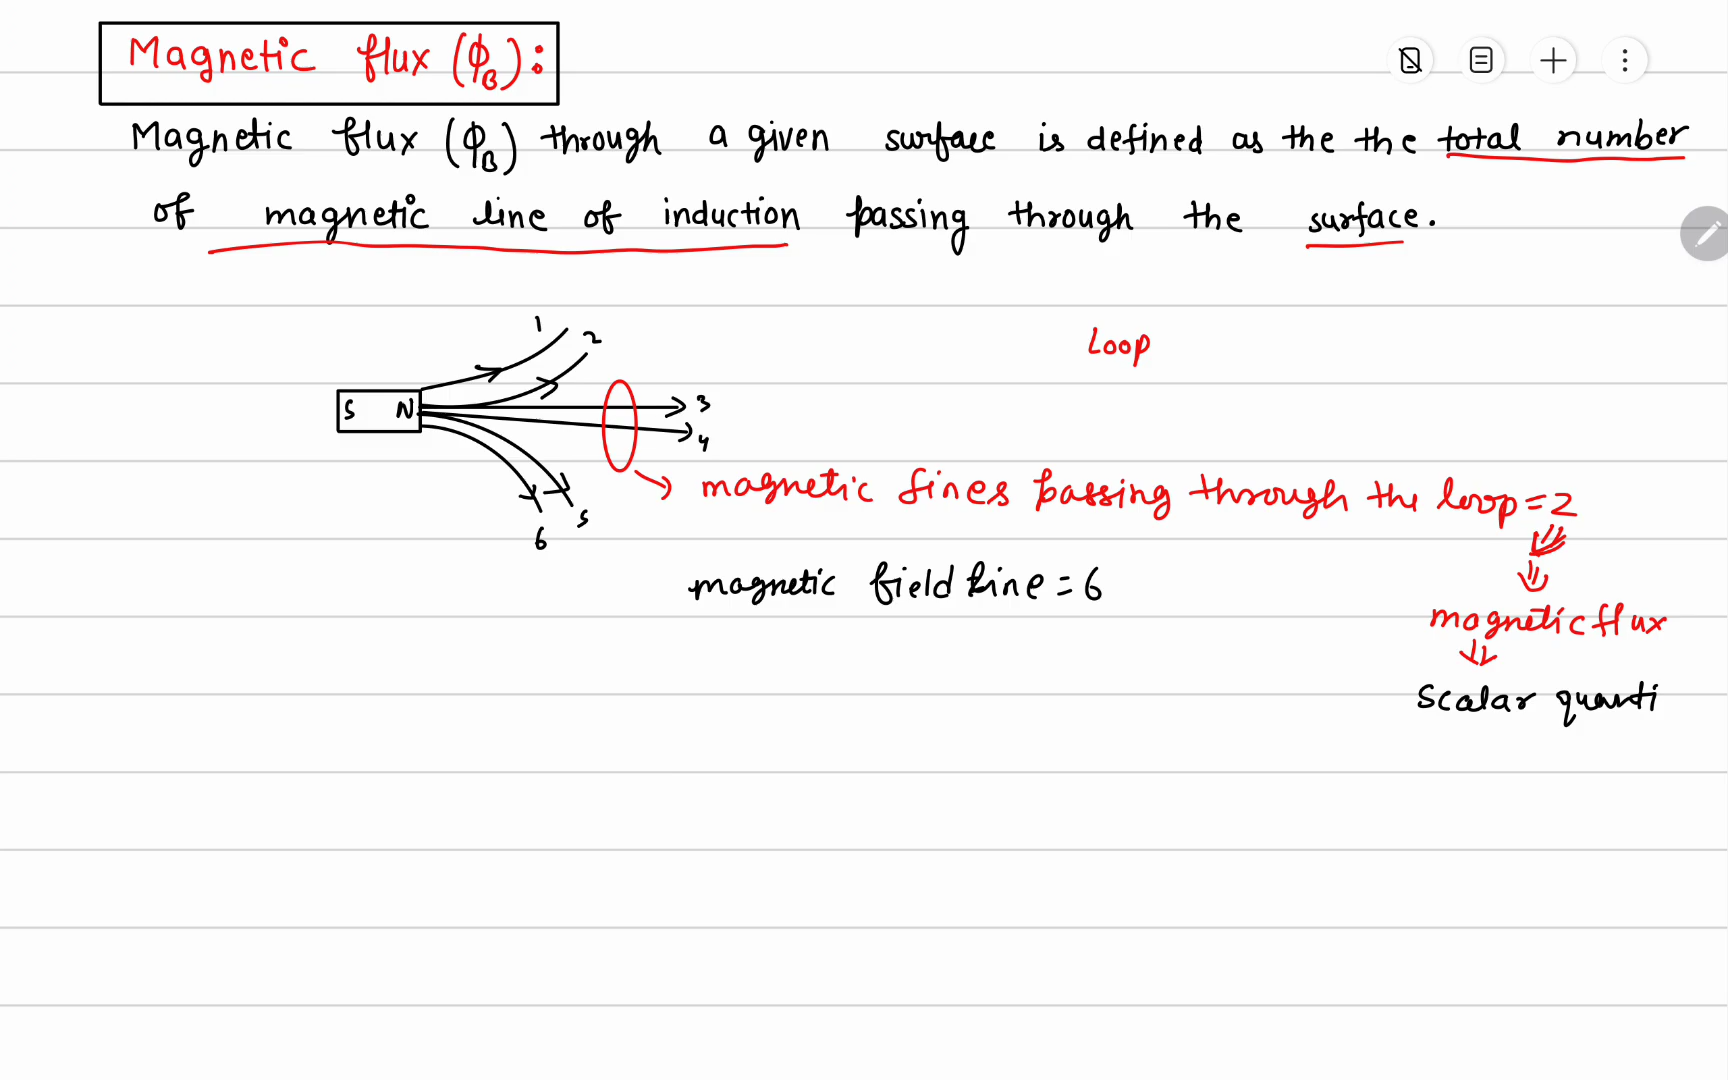 Magnetic flux (ϕB):
Magnetic flux (ϕB) through a given surface is defined as the the total number
of magnetic line of induction passing through the surface.
Loop
1
2
S N
3
4
magnetic lines passing through the loop = 2
5
6
magnetic field line = 6
magnetic flux
Scalar quanti